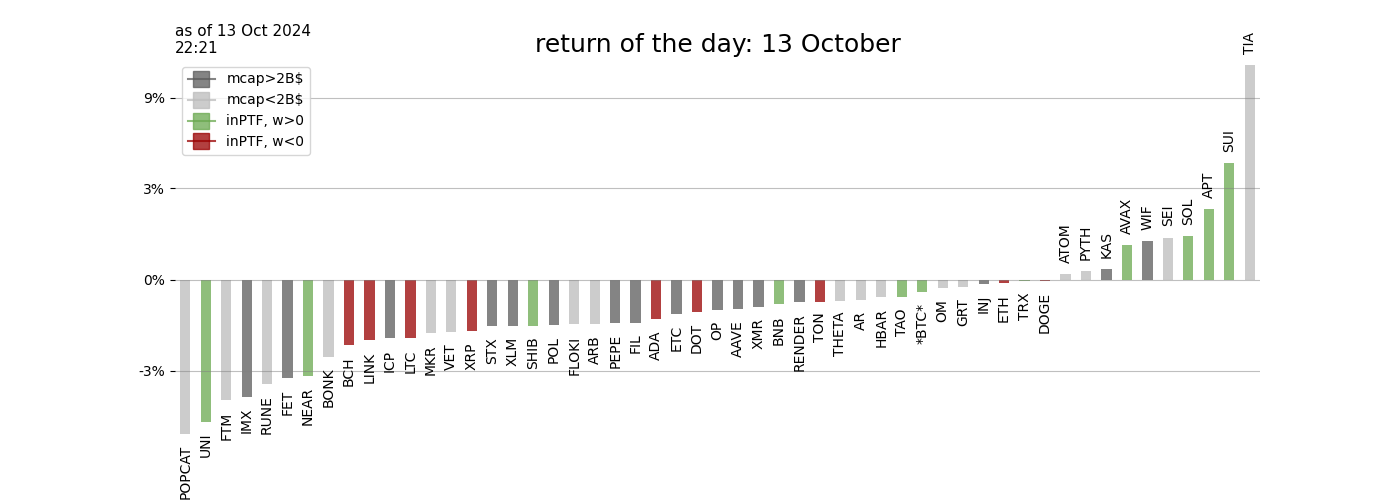 as of 13 Oct 2024
22:21
return of the day: 13 October
mcap>2B$
mcap<2B$
inPTF, w>0
inPTF, w<0
9%
3%
0%
-3%
POPCAT
UNI
FTM
IMX
RUNE
FET
NEAR
BONK
BCH
LINK
ICP
LTC
MKR
VET
XRP
STX
XLM
SHIB
POL
FLOKI
ARB
PEPE
FIL
ADA
ETC
DOT
OP
AAVE
XMR
BNB
RENDER
TON
THETA
AR
HBAR
TAO
*BTC*
OM
GRT
INJ
ETH
TRX
DOGE
ATOM
PYTH
KAS
AVAX
WIF
SEI
SOL
APT
SUI
TIA